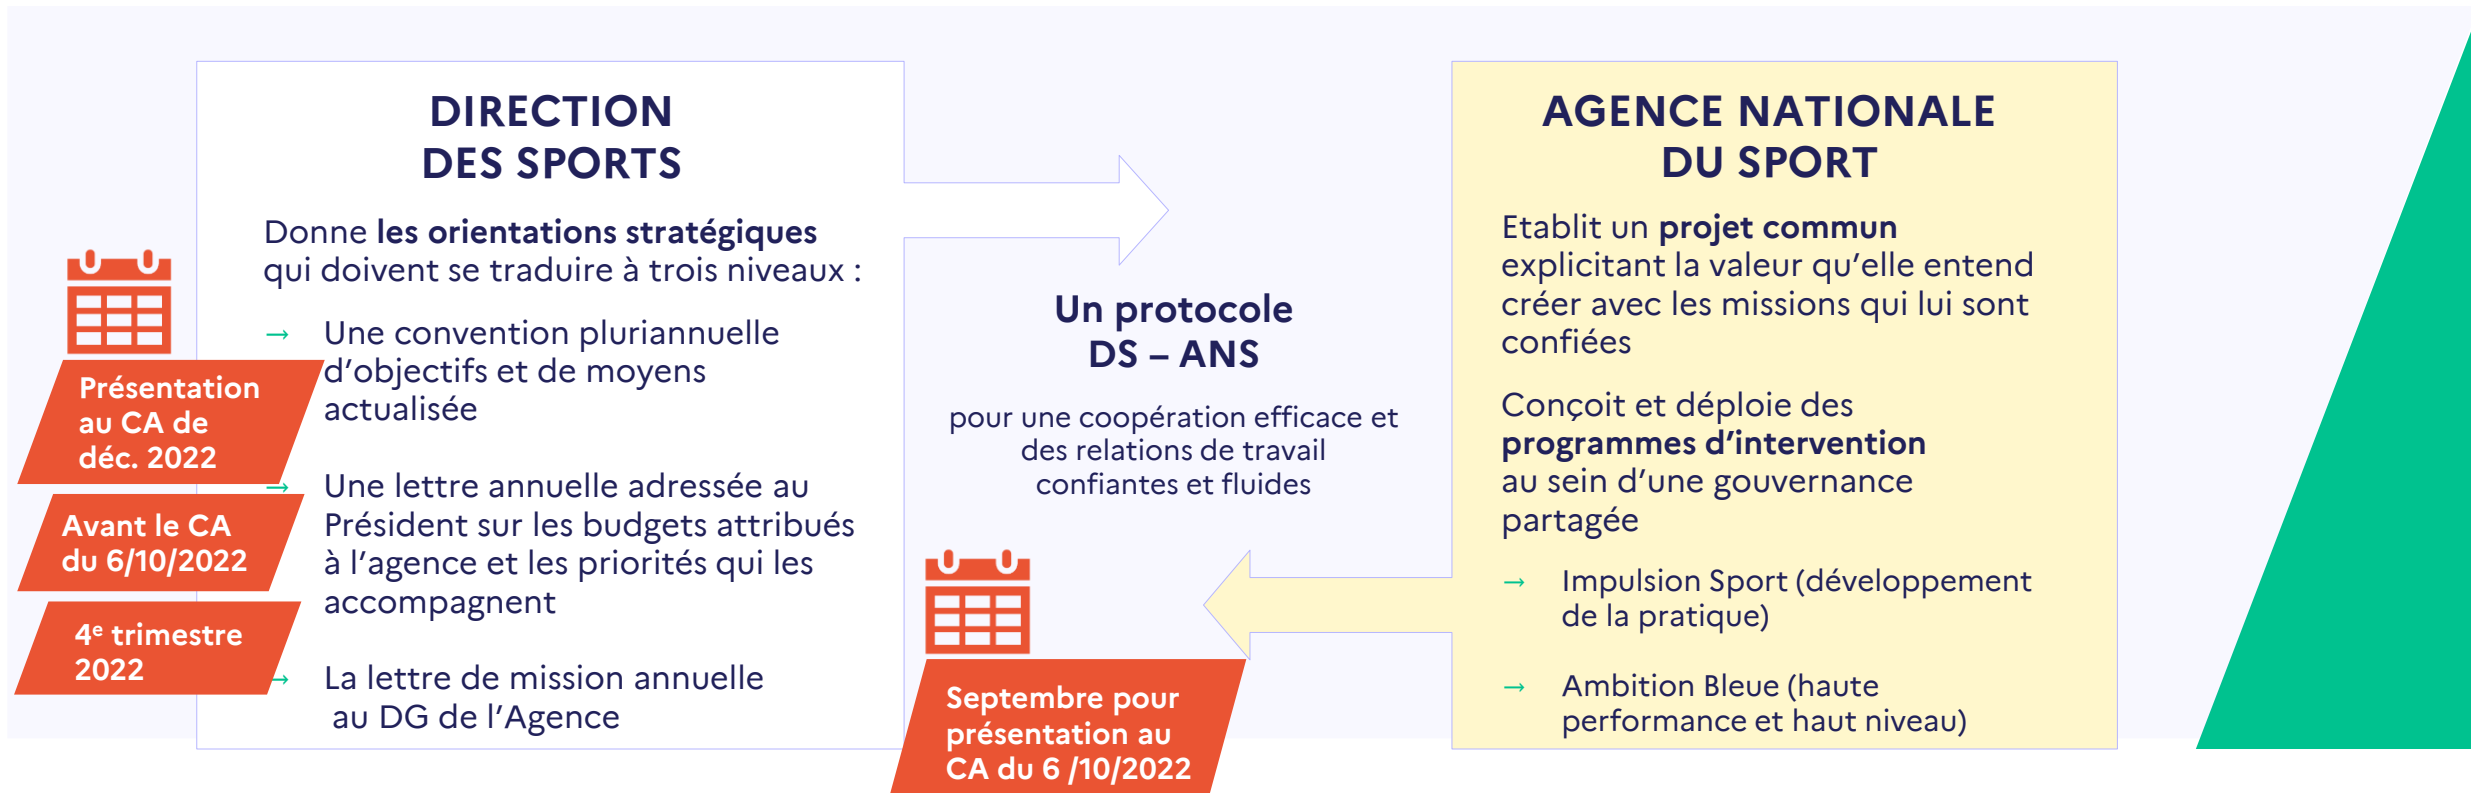 DIRECTION
DES SPORTS
Donne les orientations stratégiques
qui doivent se traduire à trois niveaux :
→ Une convention pluriannuelle
d’objectifs et de moyens
actualisée
→ Une lettre annuelle adressée au
Président sur les budgets attribués
à l’agence et les priorités qui les
accompagnent
→ La lettre de mission annuelle
au DG de l’Agence
Présentation
au CA de
déc. 2022
Avant le CA
du 6/10/2022
4e trimestre
2022
Un protocole
DS – ANS
pour une coopération efficace et
des relations de travail
confiantes et fluides
Septembre pour
présentation au
CA du 6 /10/2022
AGENCE NATIONALE
DU SPORT
Etablit un projet commun
explicitant la valeur qu’elle entend
créer avec les missions qui lui sont
confiées
Conçoit et déploie des
programmes d’intervention
au sein d’une gouvernance
partagée
→ Impulsion Sport (développement
de la pratique)
→ Ambition Bleue (haute
performance et haut niveau)